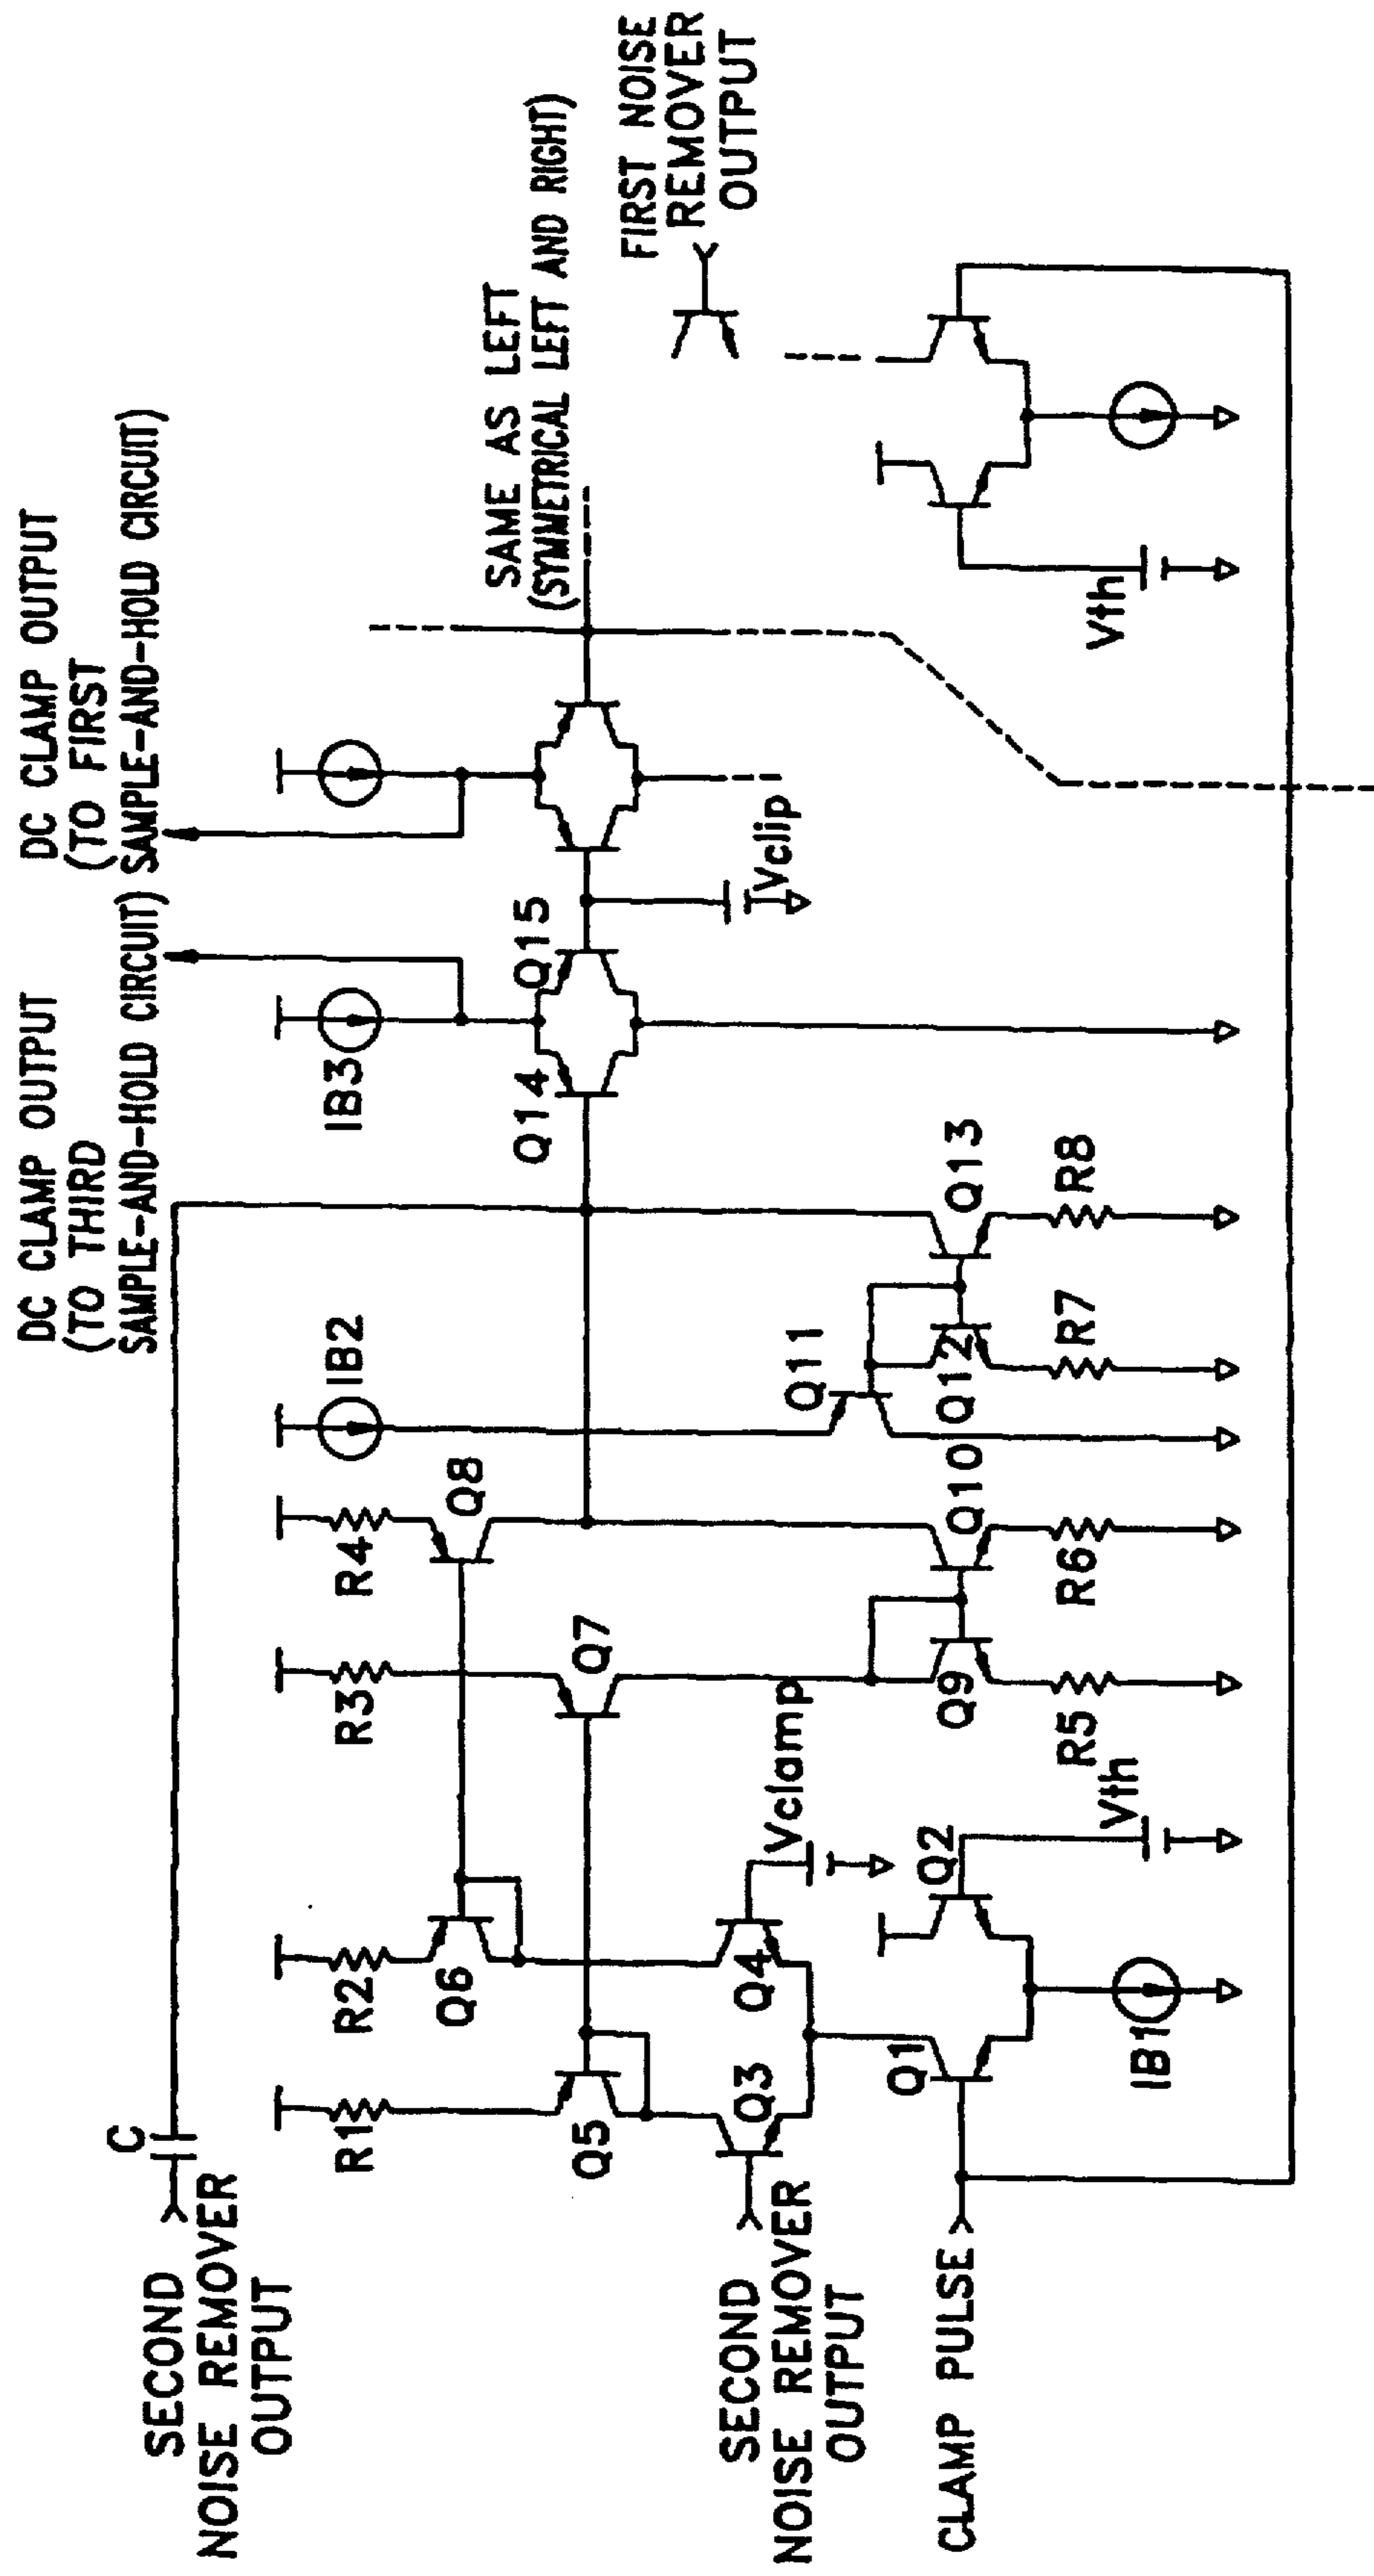 DC CLAMP OUTPUT
(TO THIRD
SAMPLE-AND-HOLD CIRCUIT)
DC CLAMP OUTPUT
(TO FIRST
SAMPLE-AND-HOLD CIRCUIT)
SECOND
NOISE REMOVER
OUTPUT
C
R1
R2
R3
R4
IB2
IB3
Q5
Q6
Q7
Q8
Q14
Q15
SAME AS LEFT
(SYMMETRICAL LEFT AND RIGHT)
SECOND
NOISE REMOVER
OUTPUT
Q3
Q4
Vclamp
Q11
Vclip
FIRST NOISE
REMOVER
OUTPUT
CLAMP PULSE
Q1
Q2
Q9
Q10
Q12
Q13
IB1
Vth
R5
R6
R7
R8
Vth